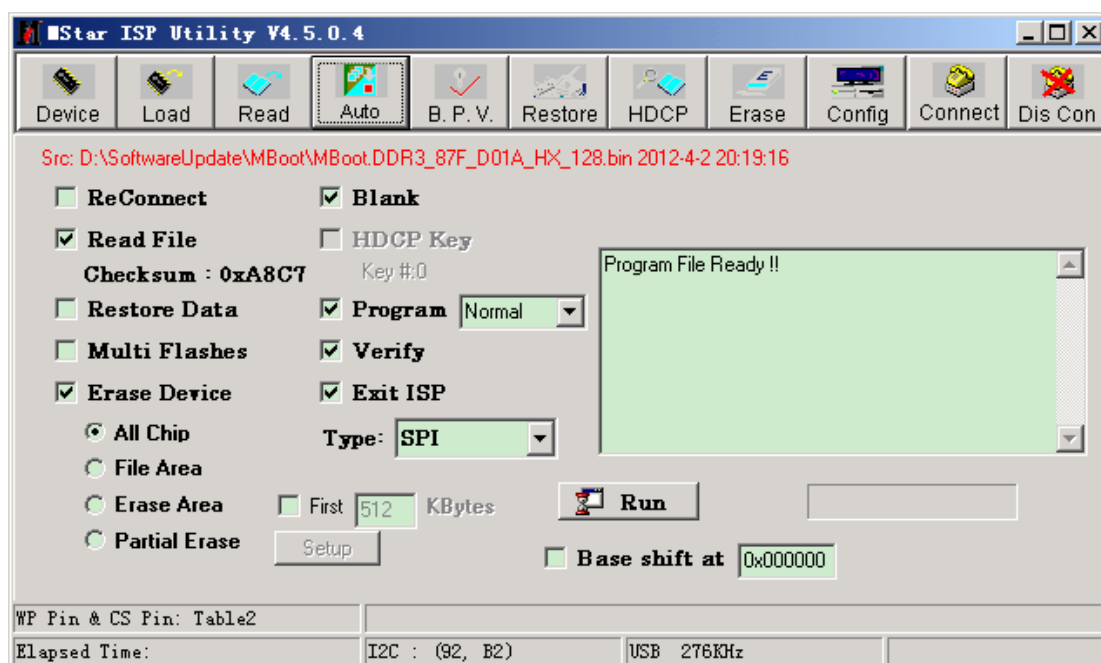 MStar ISP Utility V4.5.0.4
Device Load Read Auto B.P.V. Restore HDCP Erase Config Connect Dis Con
Src: D:\SoftwareUpdate\MBoot\MBoot.DDR3_87F_D01A_HX_128.bin 2012-4-2 20:19:16
ReConnect Blank
Read File HDCP Key
Checksum : 0xA8C7 Key #:0
Program File Ready !!
Restore Data Program Normal
Multi Flashes Verify
Erase Device Exit ISP
All Chip Type: SPI
File Area
Erase Area First 512 KBytes Run
Partial Erase Setup
Base shift at 0x000000
WP Pin & CS Pin: Table2
Elapsed Time: I2C : (92, B2) USB 276KHz